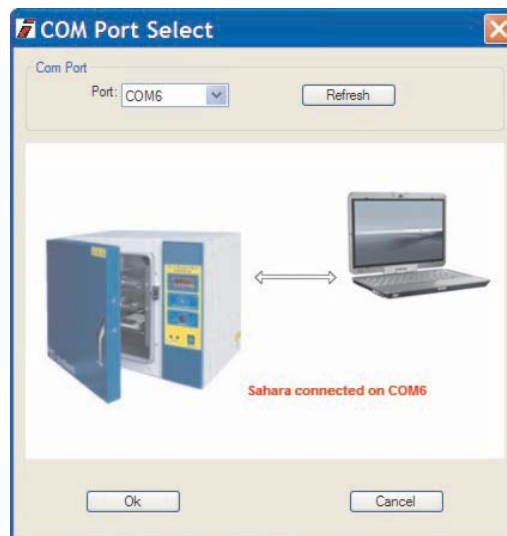 COM Port Select
Com Port
Port: COM6
Refresh
Sahara connected on COM6
Ok
Cancel